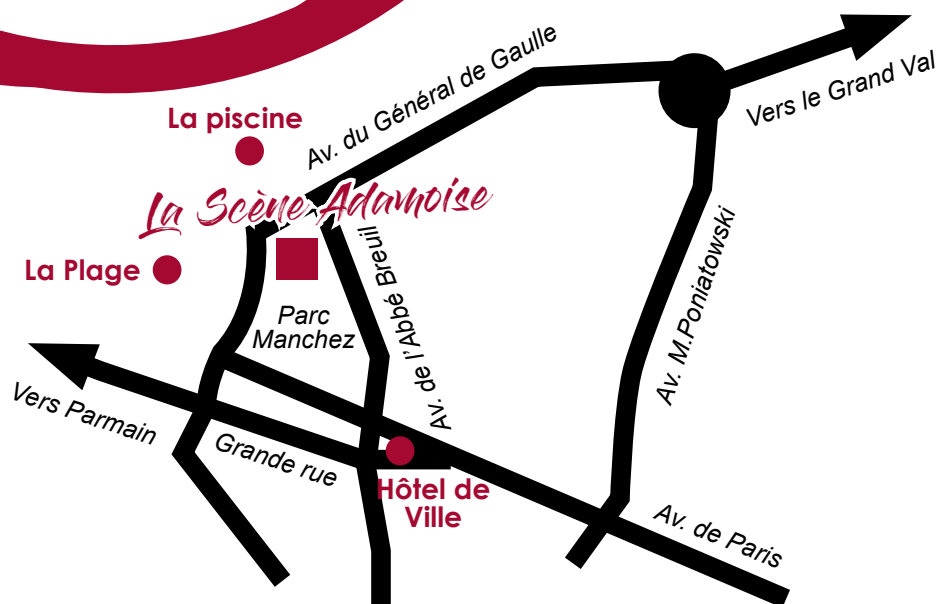 Av. du Général de Gaulle
Vers le Grand Val
La piscine
La Scène Adamoise
La Plage
Av. de l'Abbé Breuil
Av. M.Poniatowski
Parc
Manchez
Vers Parmain
Grande rue
Hôtel de
Ville
Av. de Paris